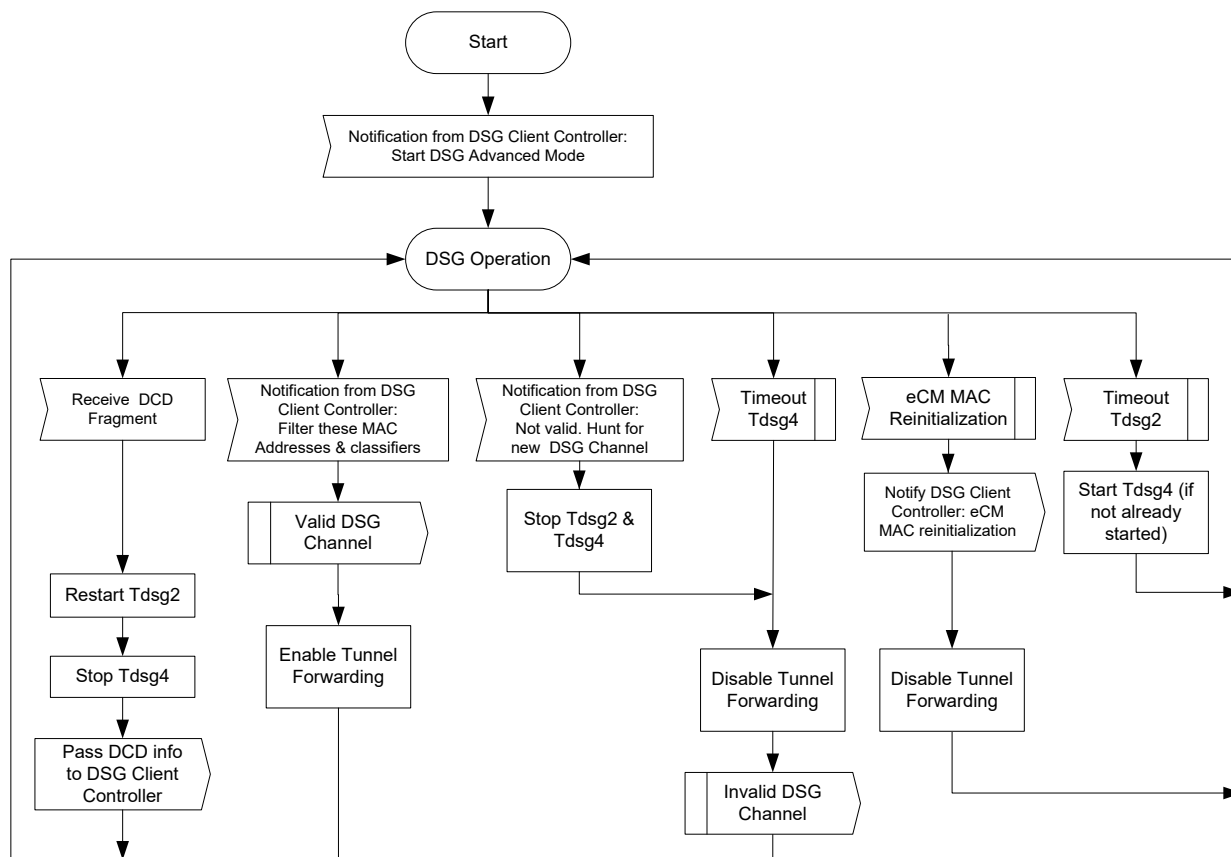 Start
Notification from DSG Client Controller:
Start DSG Advanced Mode
DSG Operation
Receive DCD
Fragment
Notification from DSG
Client Controller:
Filter these MAC
Addresses & classifiers
Notification from DSG
Client Controller:
Not valid. Hunt for
new DSG Channel
Timeout
Tdsg4
eCM MAC
Reinitialization
Timeout
Tdsg2
Valid DSG
Channel
Stop Tdsg2 &
Tdsg4
Notify DSG Client
Controller: eCM
MAC reinitialization
Start Tdsg4 (if
not already
started)
Restart Tdsg2
Enable Tunnel
Forwarding
Stop Tdsg4
Disable Tunnel
Forwarding
Disable Tunnel
Forwarding
Pass DCD info
to DSG Client
Controller
Invalid DSG
Channel